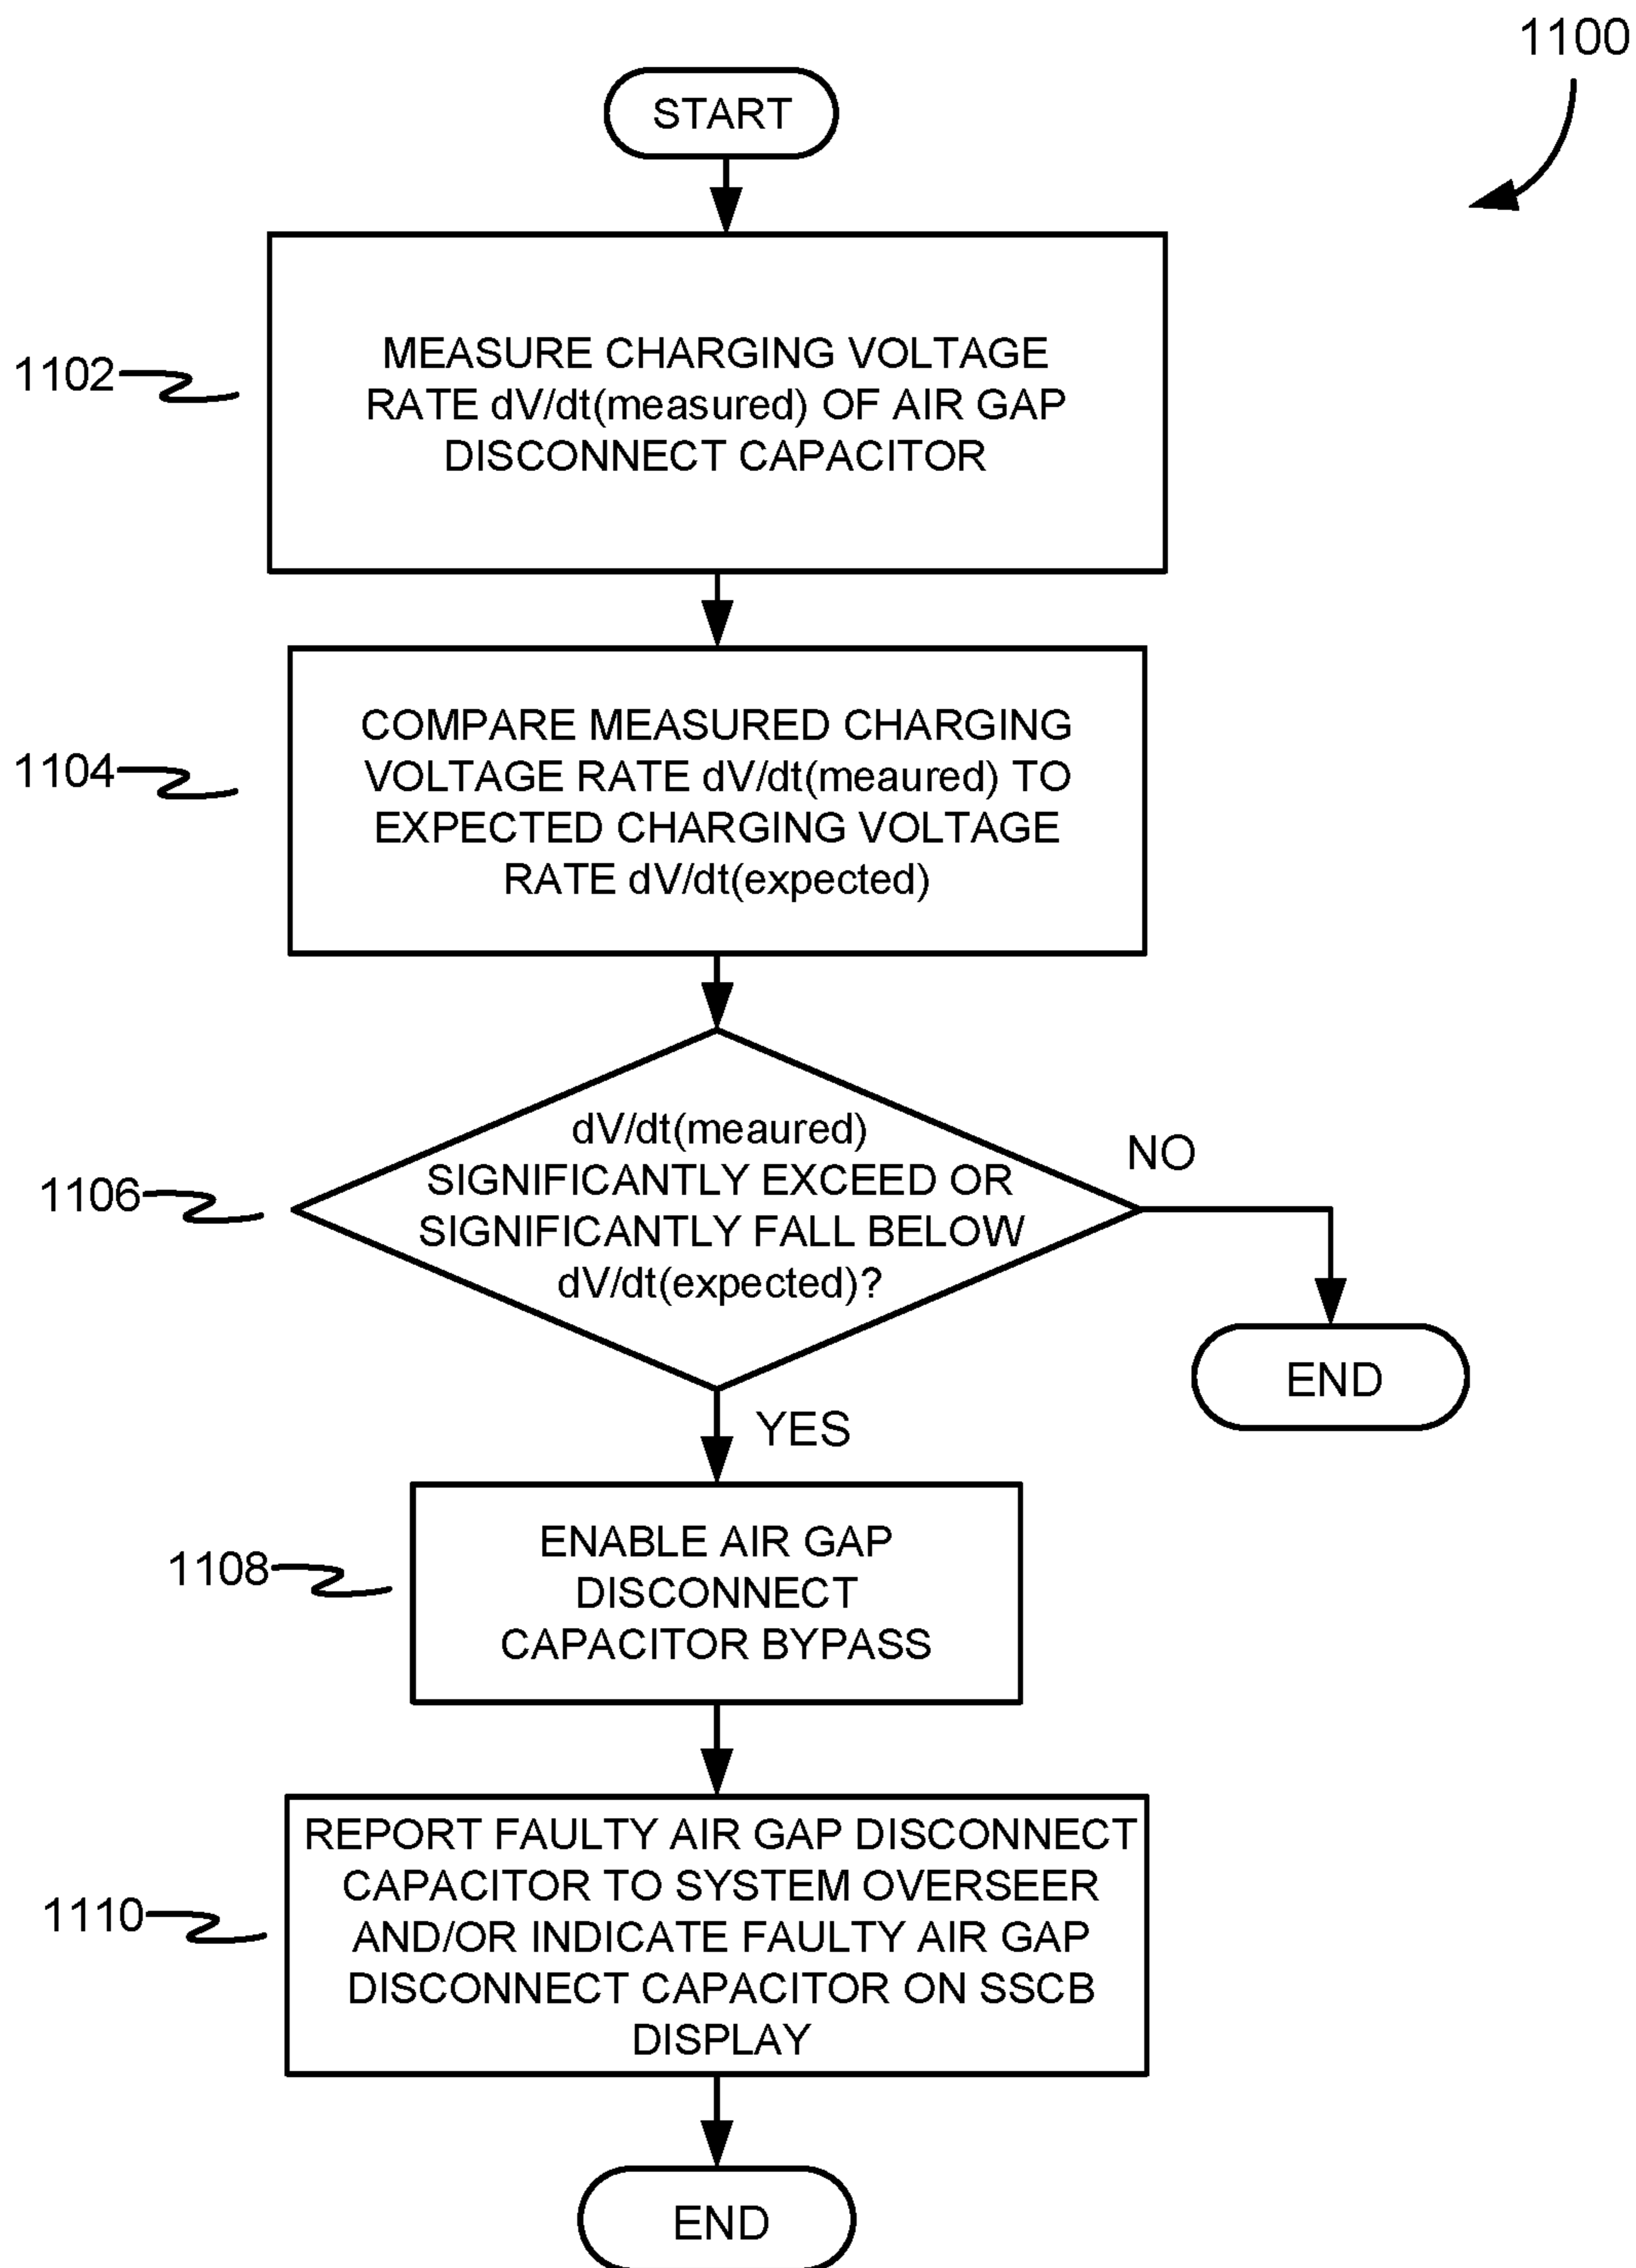 1100
START
1102
MEASURE CHARGING VOLTAGE
RATE dV/dt(measured) OF AIR GAP
DISCONNECT CAPACITOR
1104
COMPARE MEASURED CHARGING
VOLTAGE RATE dV/dt(meaured) TO
EXPECTED CHARGING VOLTAGE
RATE dV/dt(expected)
1106
dV/dt(meaured)
SIGNIFICANTLY EXCEED OR
SIGNIFICANTLY FALL BELOW
dV/dt(expected)?
NO
END
YES
1108
ENABLE AIR GAP
DISCONNECT
CAPACITOR BYPASS
1110
REPORT FAULTY AIR GAP DISCONNECT
CAPACITOR TO SYSTEM OVERSEER
AND/OR INDICATE FAULTY AIR GAP
DISCONNECT CAPACITOR ON SSCB
DISPLAY
END